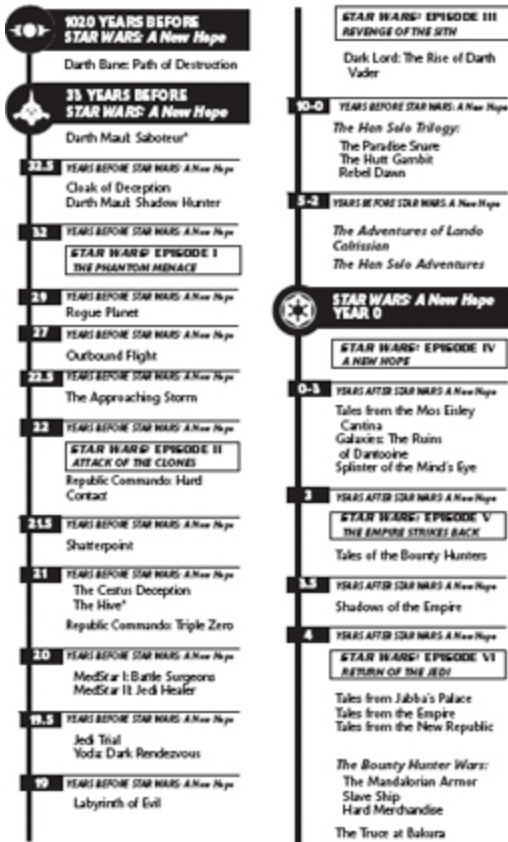 1020 YEARS BEFORE
STAR WARS: A New Hope
Darth Bane: Path of Destruction
33 YEARS BEFORE
STAR WARS: A New Hope
Darth Maul: Saboteur*
YEARS BEFORE STAR WARS: A New Hope
Cloak of Deception
Darth Maul: Shadow Hunter
32 YEARS BEFORE STAR WARS: A New Hope
STAR WARS: EPISODE I
THE PHANTOM MENACE
29 YEARS BEFORE STAR WARS: A New Hope
Rogue Planet
27 YEARS BEFORE STAR WARS: A New Hope
Outbound Flight
22.5 YEARS BEFORE STAR WARS: A New Hope
The Approaching Storm
22 YEARS BEFORE STAR WARS: A New Hope
STAR WARS: EPISODE II
ATTACK OF THE CLONES
Republic Commando: Hard
Contact
21.5 YEARS BEFORE STAR WARS: A New Hope
Shatterpoint
21 YEARS BEFORE STAR WARS: A New Hope
The Cestus Deception
The Hive*
Republic Commando: Triple Zero
20 YEARS BEFORE STAR WARS: A New Hope
MedStar I: Battle Surgeons
MedStar II: Jedi Healer
19.5 YEARS BEFORE STAR WARS: A New Hope
Jedi Trial
Yoda: Dark Rendezvous
19 YEARS BEFORE STAR WARS: A New Hope
Labyrinth of Evil
STAR WARS: EPISODE III
REVENGE OF THE SITH
Dark Lord: The Rise of Darth
Vader
10-0 YEARS BEFORE STAR WARS: A New Hope
The Han Solo Trilogy:
The Paradise Snare
The Hutt Gambit
Rebel Dawn
5-2 YEARS BEFORE STAR WARS: A New Hope
The Adventures of Lando
Calrissian
The Han Solo Adventures
STAR WARS: A New Hope
YEAR 0
STAR WARS: EPISODE IV
A NEW HOPE
0-3 YEARS AFTER STAR WARS: A New Hope
Tales from the Mos Eisley
Cantina
Galaxies: The Ruins
of Dantooine
Splinter of the Mind's Eye
3 YEARS AFTER STAR WARS: A New Hope
STAR WARS: EPISODE V
THE EMPIRE STRIKES BACK
Tales of the Bounty Hunters
3.5 YEARS AFTER STAR WARS: A New Hope
Shadows of the Empire
4 YEARS AFTER STAR WARS: A New Hope
STAR WARS: EPISODE VI
RETURN OF THE JEDI
Tales from Jabba's Palace
Tales from the Empire
Tales from the New Republic
The Bounty Hunter Wars:
The Mandalorian Armor
Slave Ship
Hard Merchandise
The Truce at Bakura